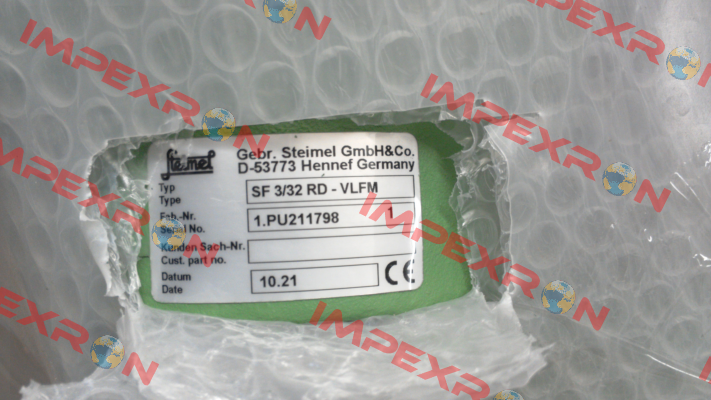 IMPEXRON
IMPEXRON
IMPEXRON
Steimel
Gebr. Steimel GmbH&Co.
D-53773 Hennef Germany
Typ
Type
SF 3/32 RD - VLFM
Fab.-Nr.
Serial No.
1.PU211798 1
Kunden Sach-Nr.
Cust. part no.
Datum
Date
10.21
CE
IMPEXRON
IMPEXRON
IMPEXRON